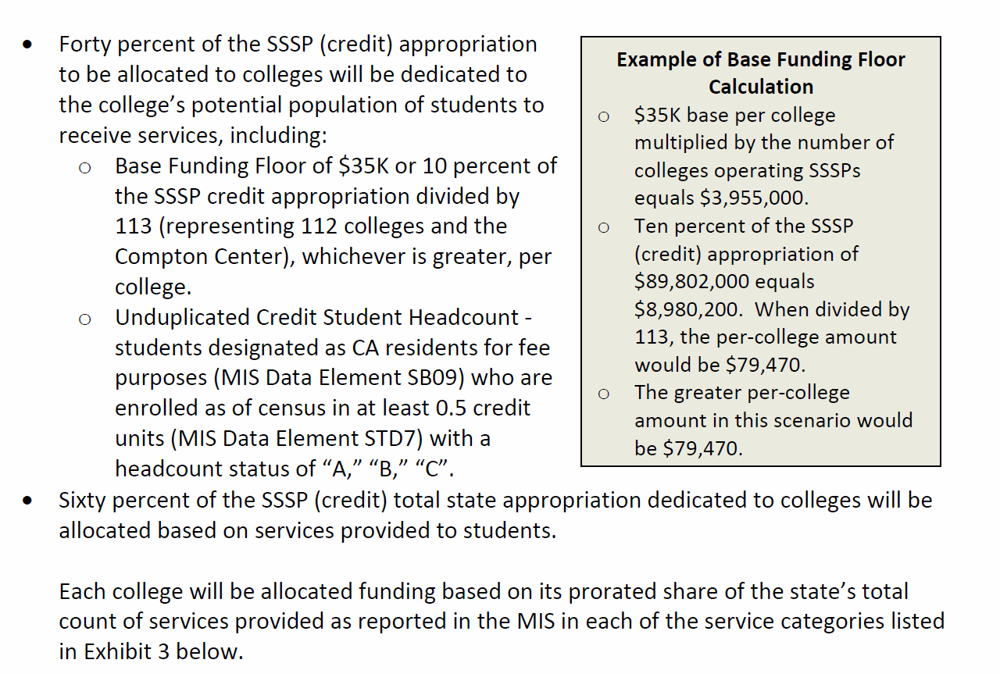 • Forty percent of the SSSP (credit) appropriation
to be allocated to colleges will be dedicated to
the college’s potential population of students to
receive services, including:
o Base Funding Floor of $35K or 10 percent of
the SSSP credit appropriation divided by
113 (representing 112 colleges and the
Compton Center), whichever is greater, per
college.
o Unduplicated Credit Student Headcount -
students designated as CA residents for fee
purposes (MIS Data Element SB09) who are
enrolled as of census in at least 0.5 credit
units (MIS Data Element STD7) with a
headcount status of “A,” “B,” “C”.
Example of Base Funding Floor
Calculation
o $35K base per college
multiplied by the number of
colleges operating SSSPs
equals $3,955,000.
o Ten percent of the SSSP
(credit) appropriation of
$89,802,000 equals
$8,980,200.  When divided by
113, the per-college amount
would be $79,470.
o The greater per-college
amount in this scenario would
be $79,470.
• Sixty percent of the SSSP (credit) total state appropriation dedicated to colleges will be
allocated based on services provided to students.
Each college will be allocated funding based on its prorated share of the state’s total
count of services provided as reported in the MIS in each of the service categories listed
in Exhibit 3 below.